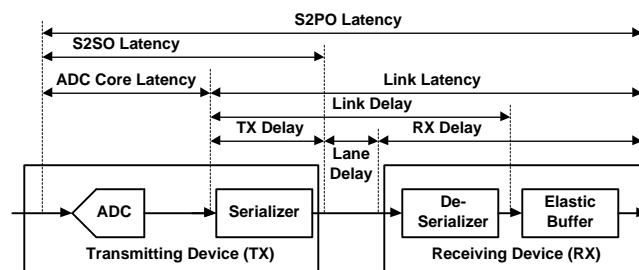 S2PO Latency
S2SO Latency
ADC Core Latency
Link Latency
Link Delay
TX Delay
RX Delay
Lane
Delay
ADC
Serializer
De-
Serializer
Elastic
Buffer
Transmitting Device (TX)
Receiving Device (RX)